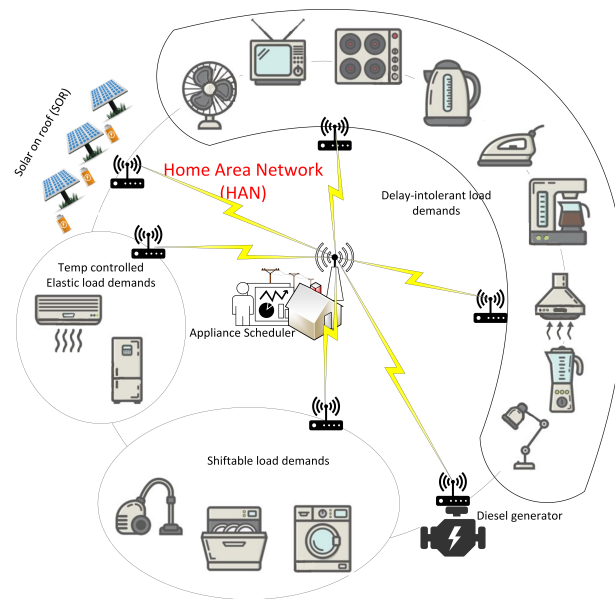 Solar on roof (SOR)
Home Area Network
(HAN)
Delay-intolerant load
demands
Temp controlled
Elastic load demands
Appliance Scheduler
Shiftable load demands
Diesel generator